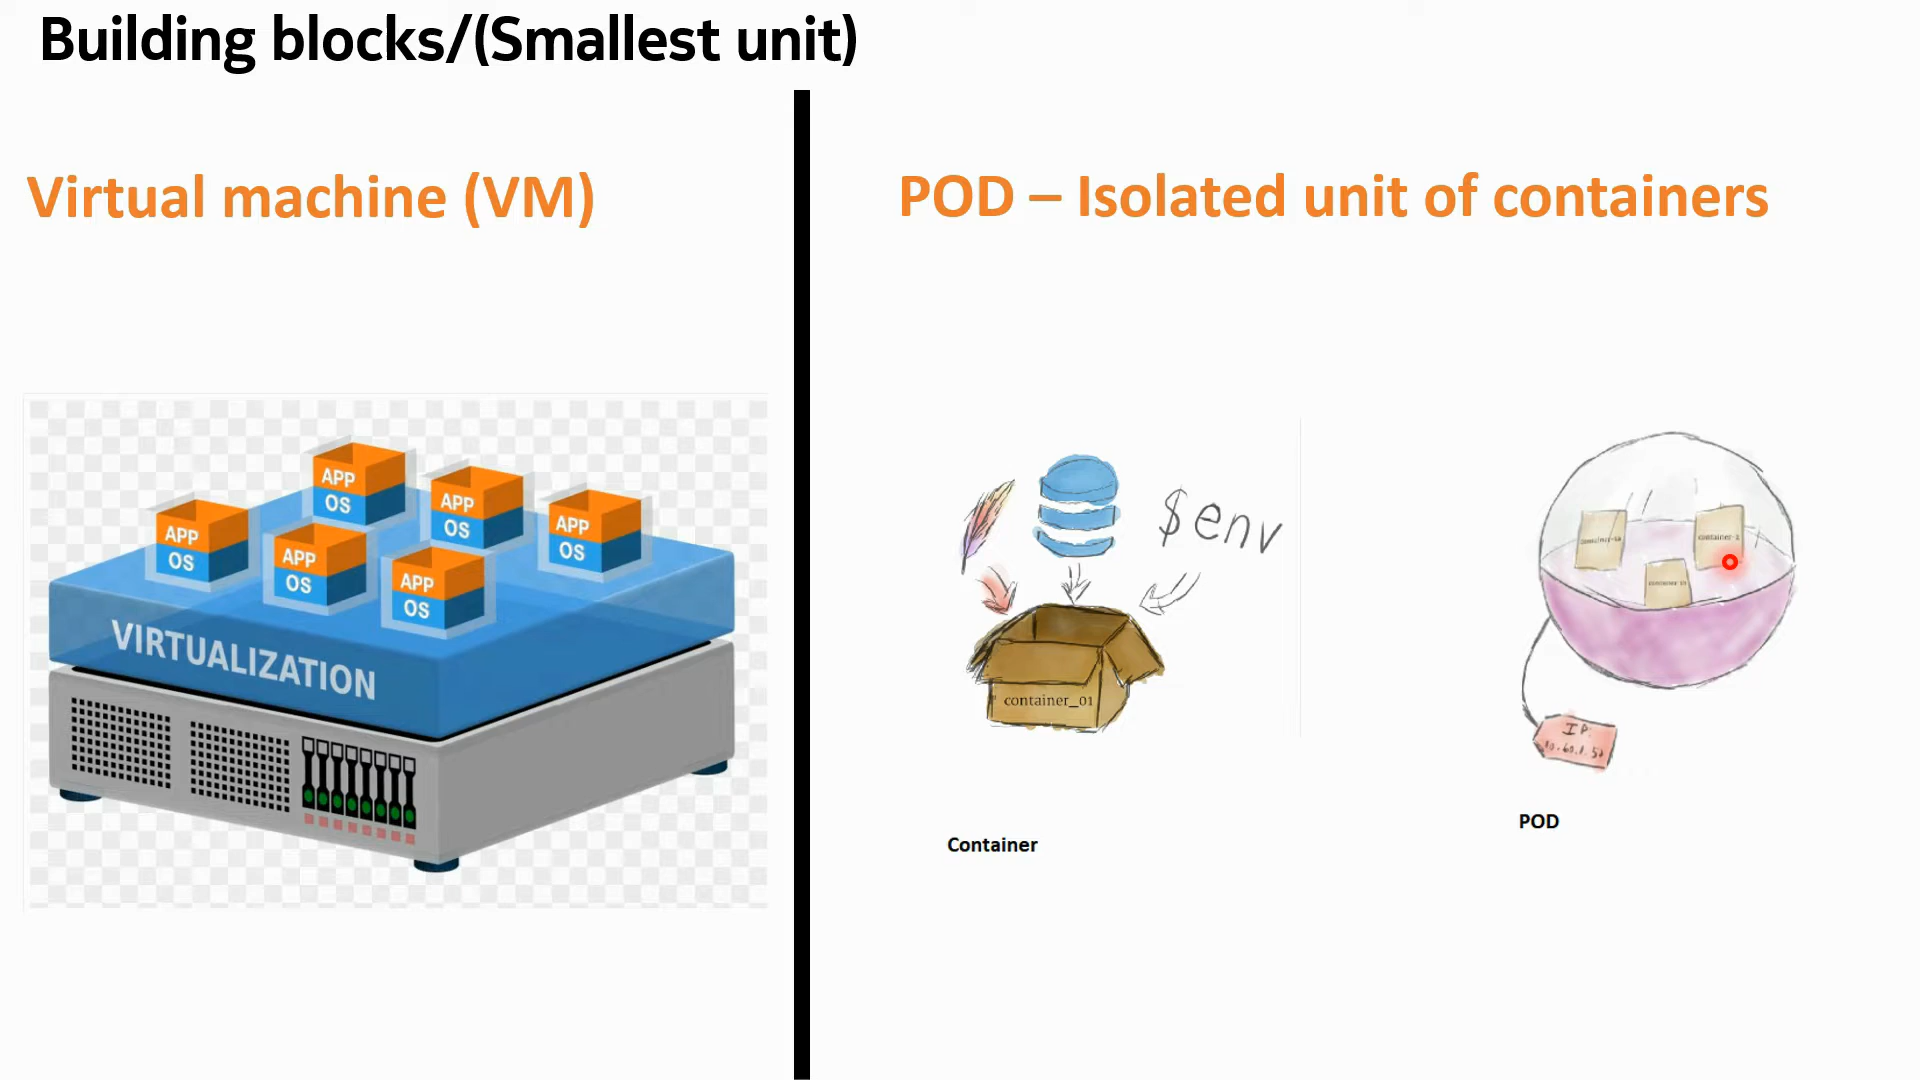 Building blocks/(Smallest unit)
Virtual machine (VM)
APP
OS
APP
OS
APP
OS
APP
OS
APP
OS
APP
OS
VIRTUALIZATION
POD – Isolated unit of containers
$env
container_01
Container
IP:
POD